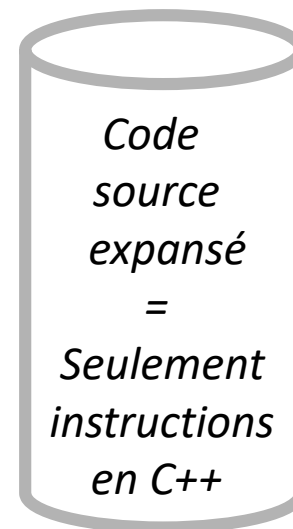 Code
source
expansé
=
Seulement
instructions
en C++